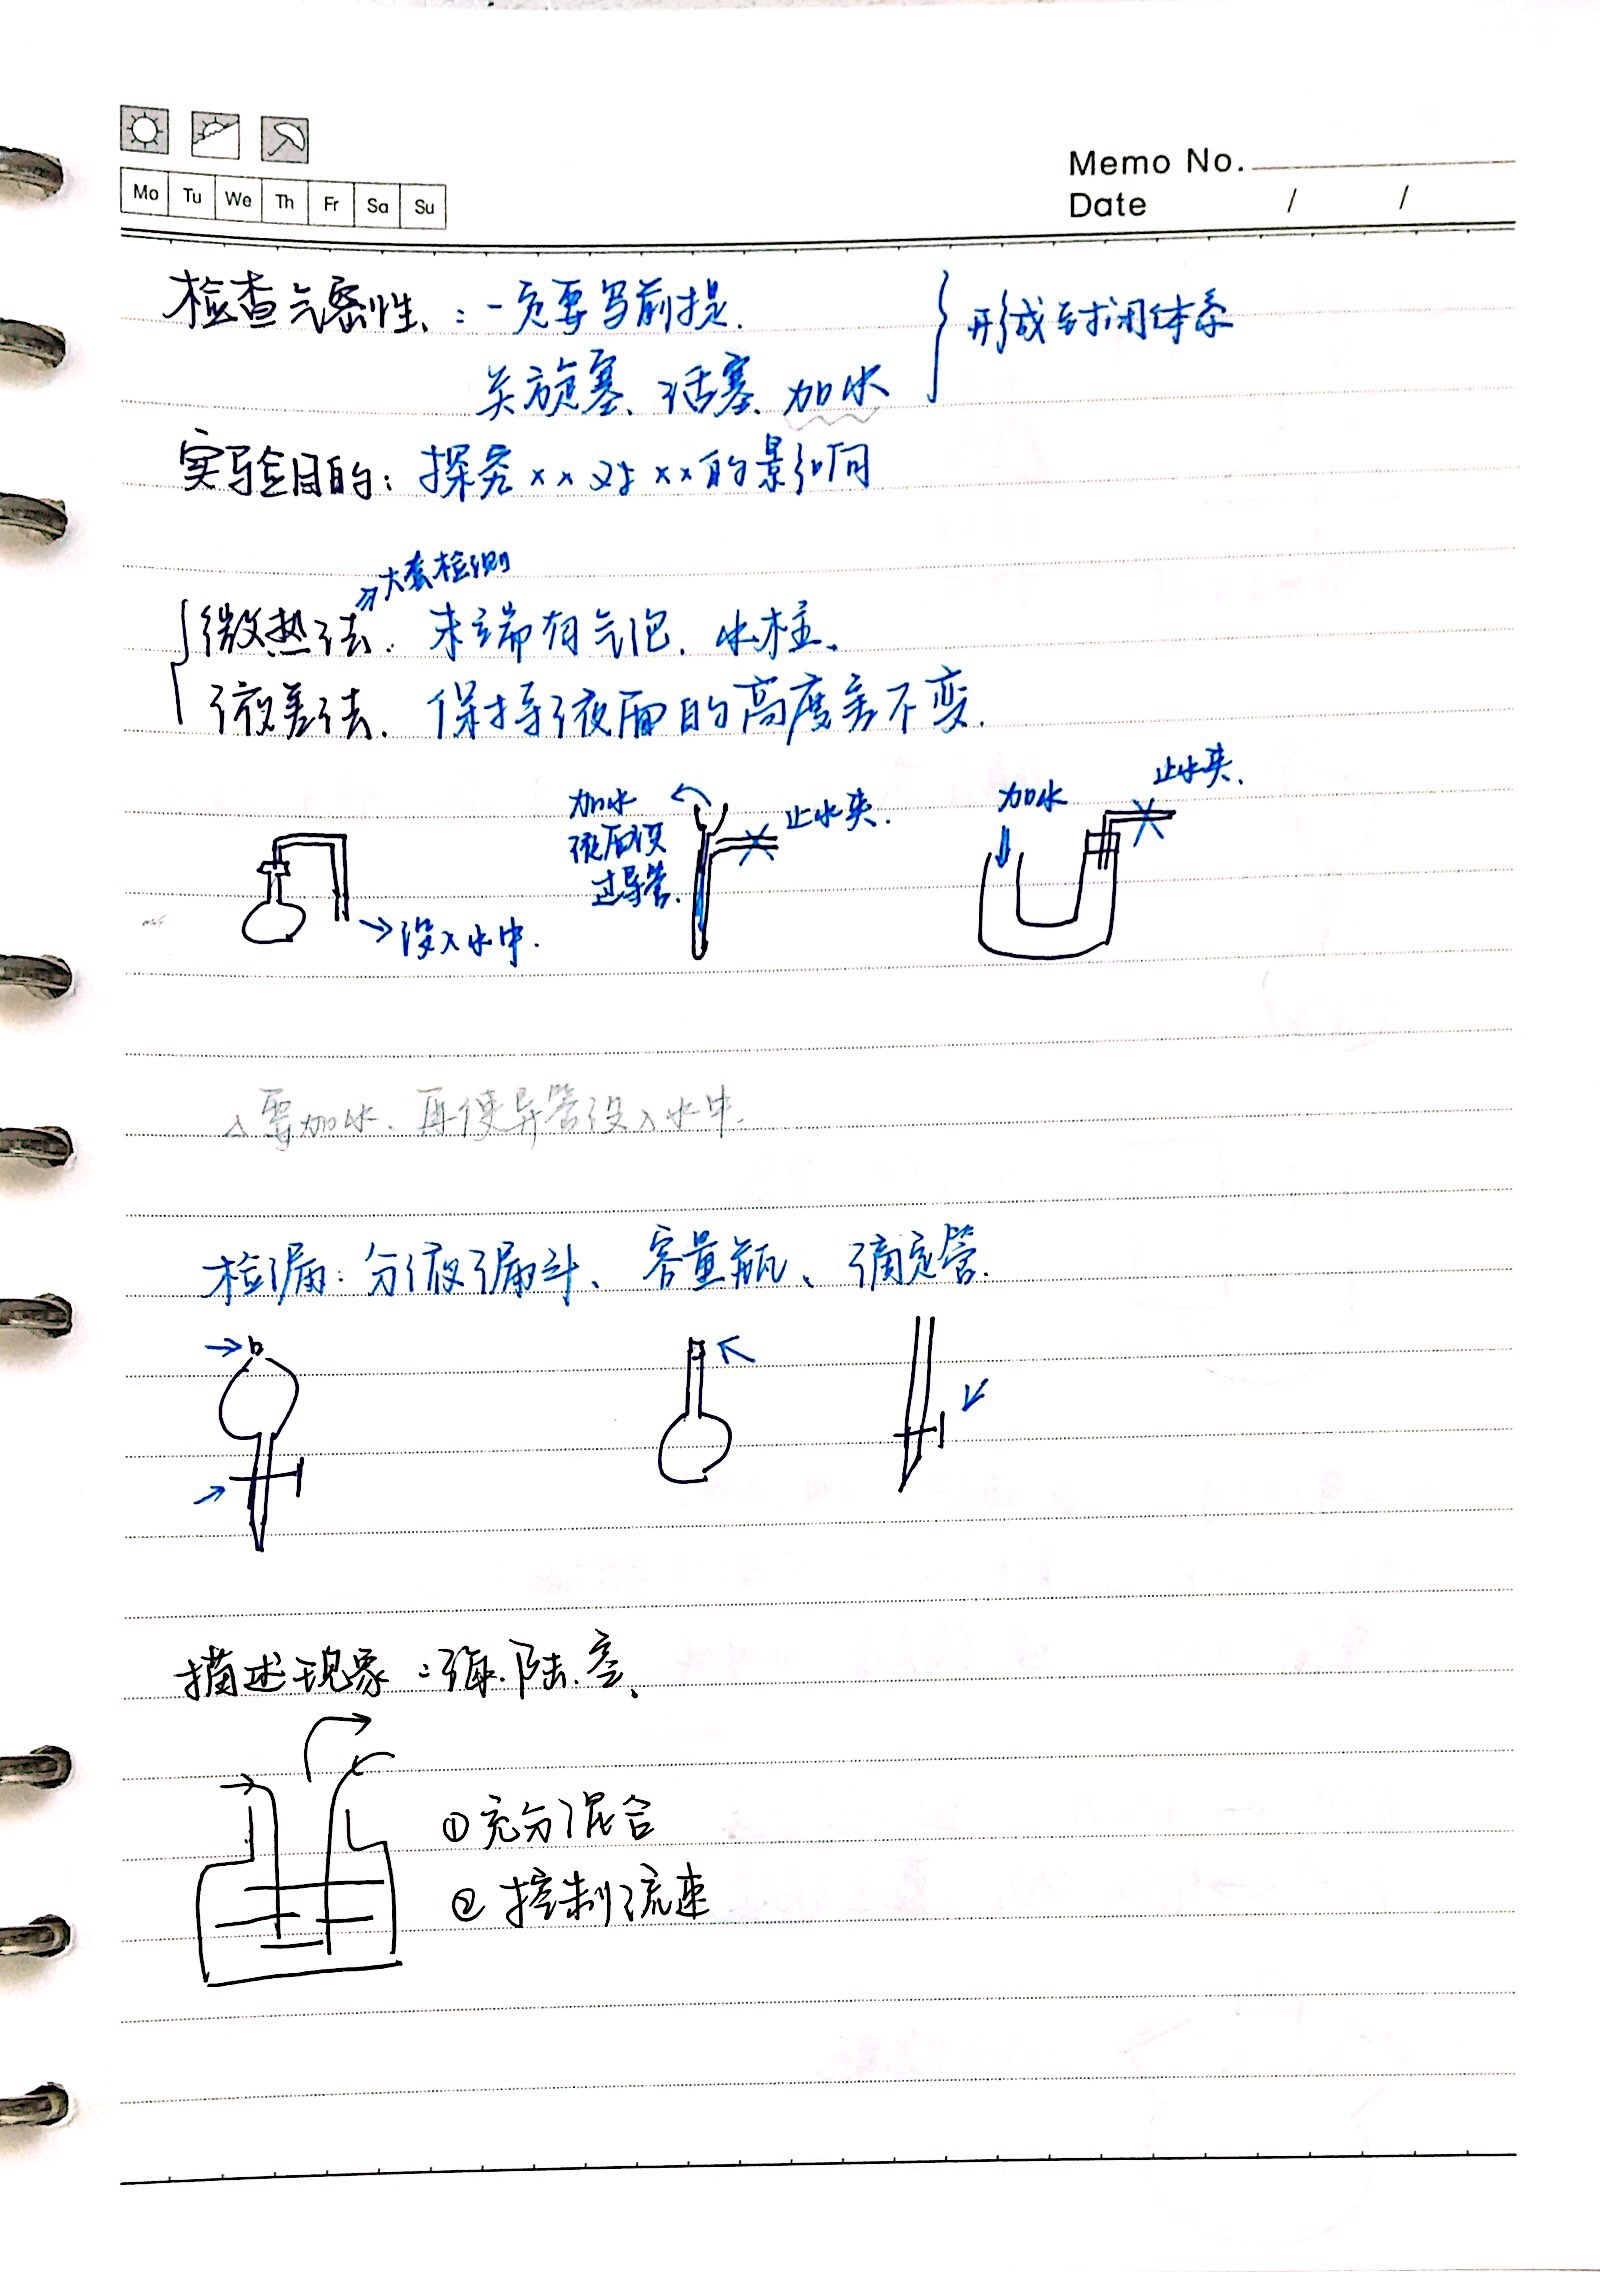 Mo Tu We Th Fr Sa Su
Memo No.
Date / /
检查气密性、：一定要写前提.
关旋塞、活塞、加水
形成封闭体系
实验目的：探究××对××的影响
大套检测
微热法. 末端有气泡. 水柱.
液差法. 保持液面的高度差不变.
→没入水中.
加水
液面没
过导管.
止水夹.
加水
止水夹.
要加水、再使导管没入水中.
检漏：分液漏斗、容量瓶、滴定管.
描述现象：海.陆.空、
①充分混合
②控制流速